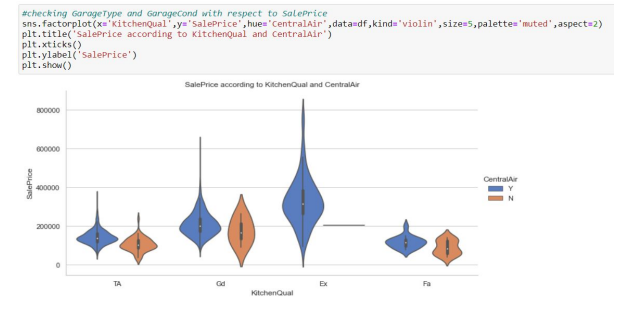 #checking GarageType and GarageCond with respect to SalePrice
sns.factorplot(x='KitchenQual',y='SalePrice',hue='CentralAir',data=df,kind='violin',size=5,palette='muted',aspect=2)
plt.title('SalePrice according to KitchenQual and CentralAir')
plt.xticks()
plt.ylabel('SalePrice')
plt.show()
SalePrice according to KitchenQual and CentralAir
800000
600000
400000
200000
0
SalePrice
TA Gd Ex Fa
KitchenQual
CentralAir
Y
N